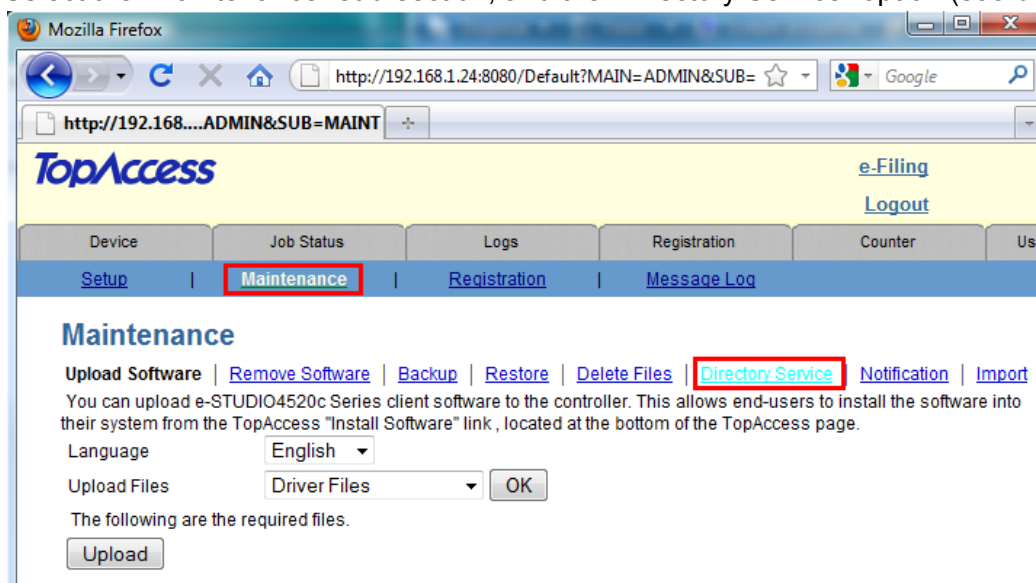 Mozilla Firefox
http://192.168.1.24:8080/Default?MAIN=ADMIN&SUB= Google
http://192.168....ADMIN&SUB=MAINT
TopAccess
e-Filing
Logout
Device Job Status Logs Registration Counter Us
Setup | Maintenance | Registration | Message Log
Maintenance
Upload Software | Remove Software | Backup | Restore | Delete Files | Directory Service | Notification | Import
You can upload e-STUDIO4520c Series client software to the controller. This allows end-users to install the software into
their system from the TopAccess "Install Software" link , located at the bottom of the TopAccess page.
Language English
Upload Files Driver Files OK
The following are the required files.
Upload